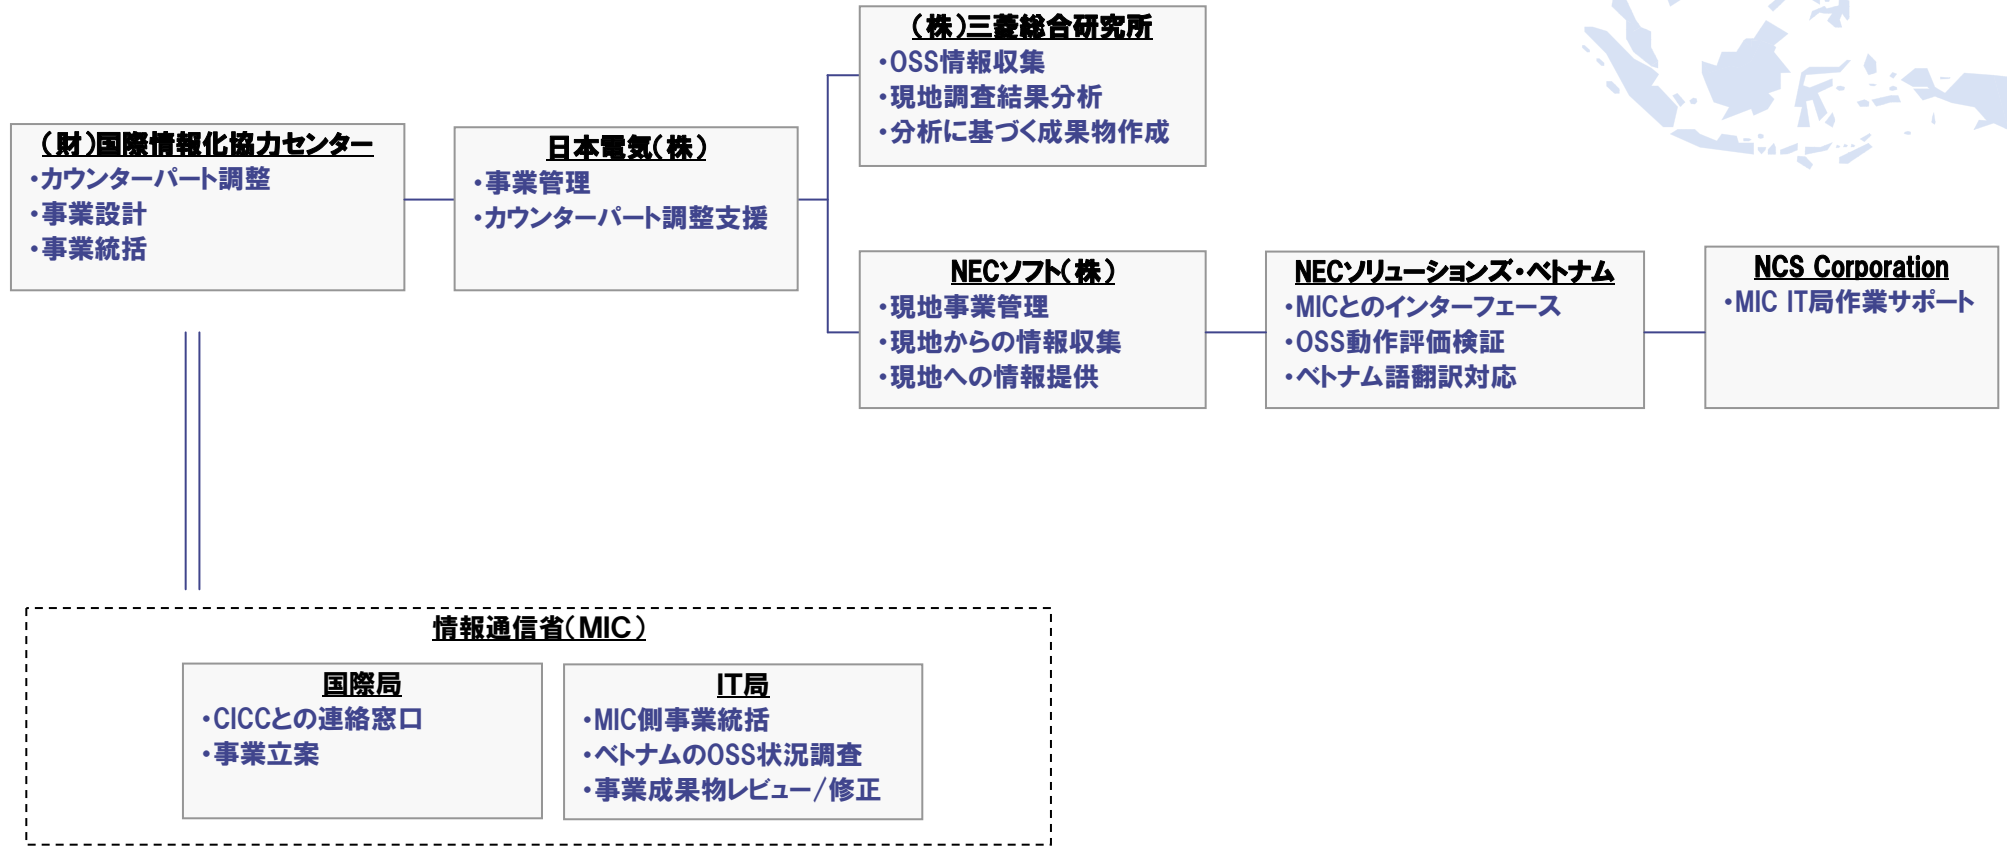 （財）国際情報化協力センター
・カウンターパート調整
・事業設計
・事業統括
日本電気（株）
・事業管理
・カウンターパート調整支援
（株）三菱総合研究所
・OSS情報収集
・現地調査結果分析
・分析に基づく成果物作成
NECソフト（株）
・現地事業管理
・現地からの情報収集
・現地への情報提供
NECソリューションズ・ベトナム
・MICとのインターフェース
・OSS動作評価検証
・ベトナム語翻訳対応
NCS Corporation
・MIC IT局作業サポート
情報通信省（MIC）
国際局
・CICCとの連絡窓口
・事業立案
IT局
・MIC側事業統括
・ベトナムのOSS状況調査
・事業成果物レビュー/修正